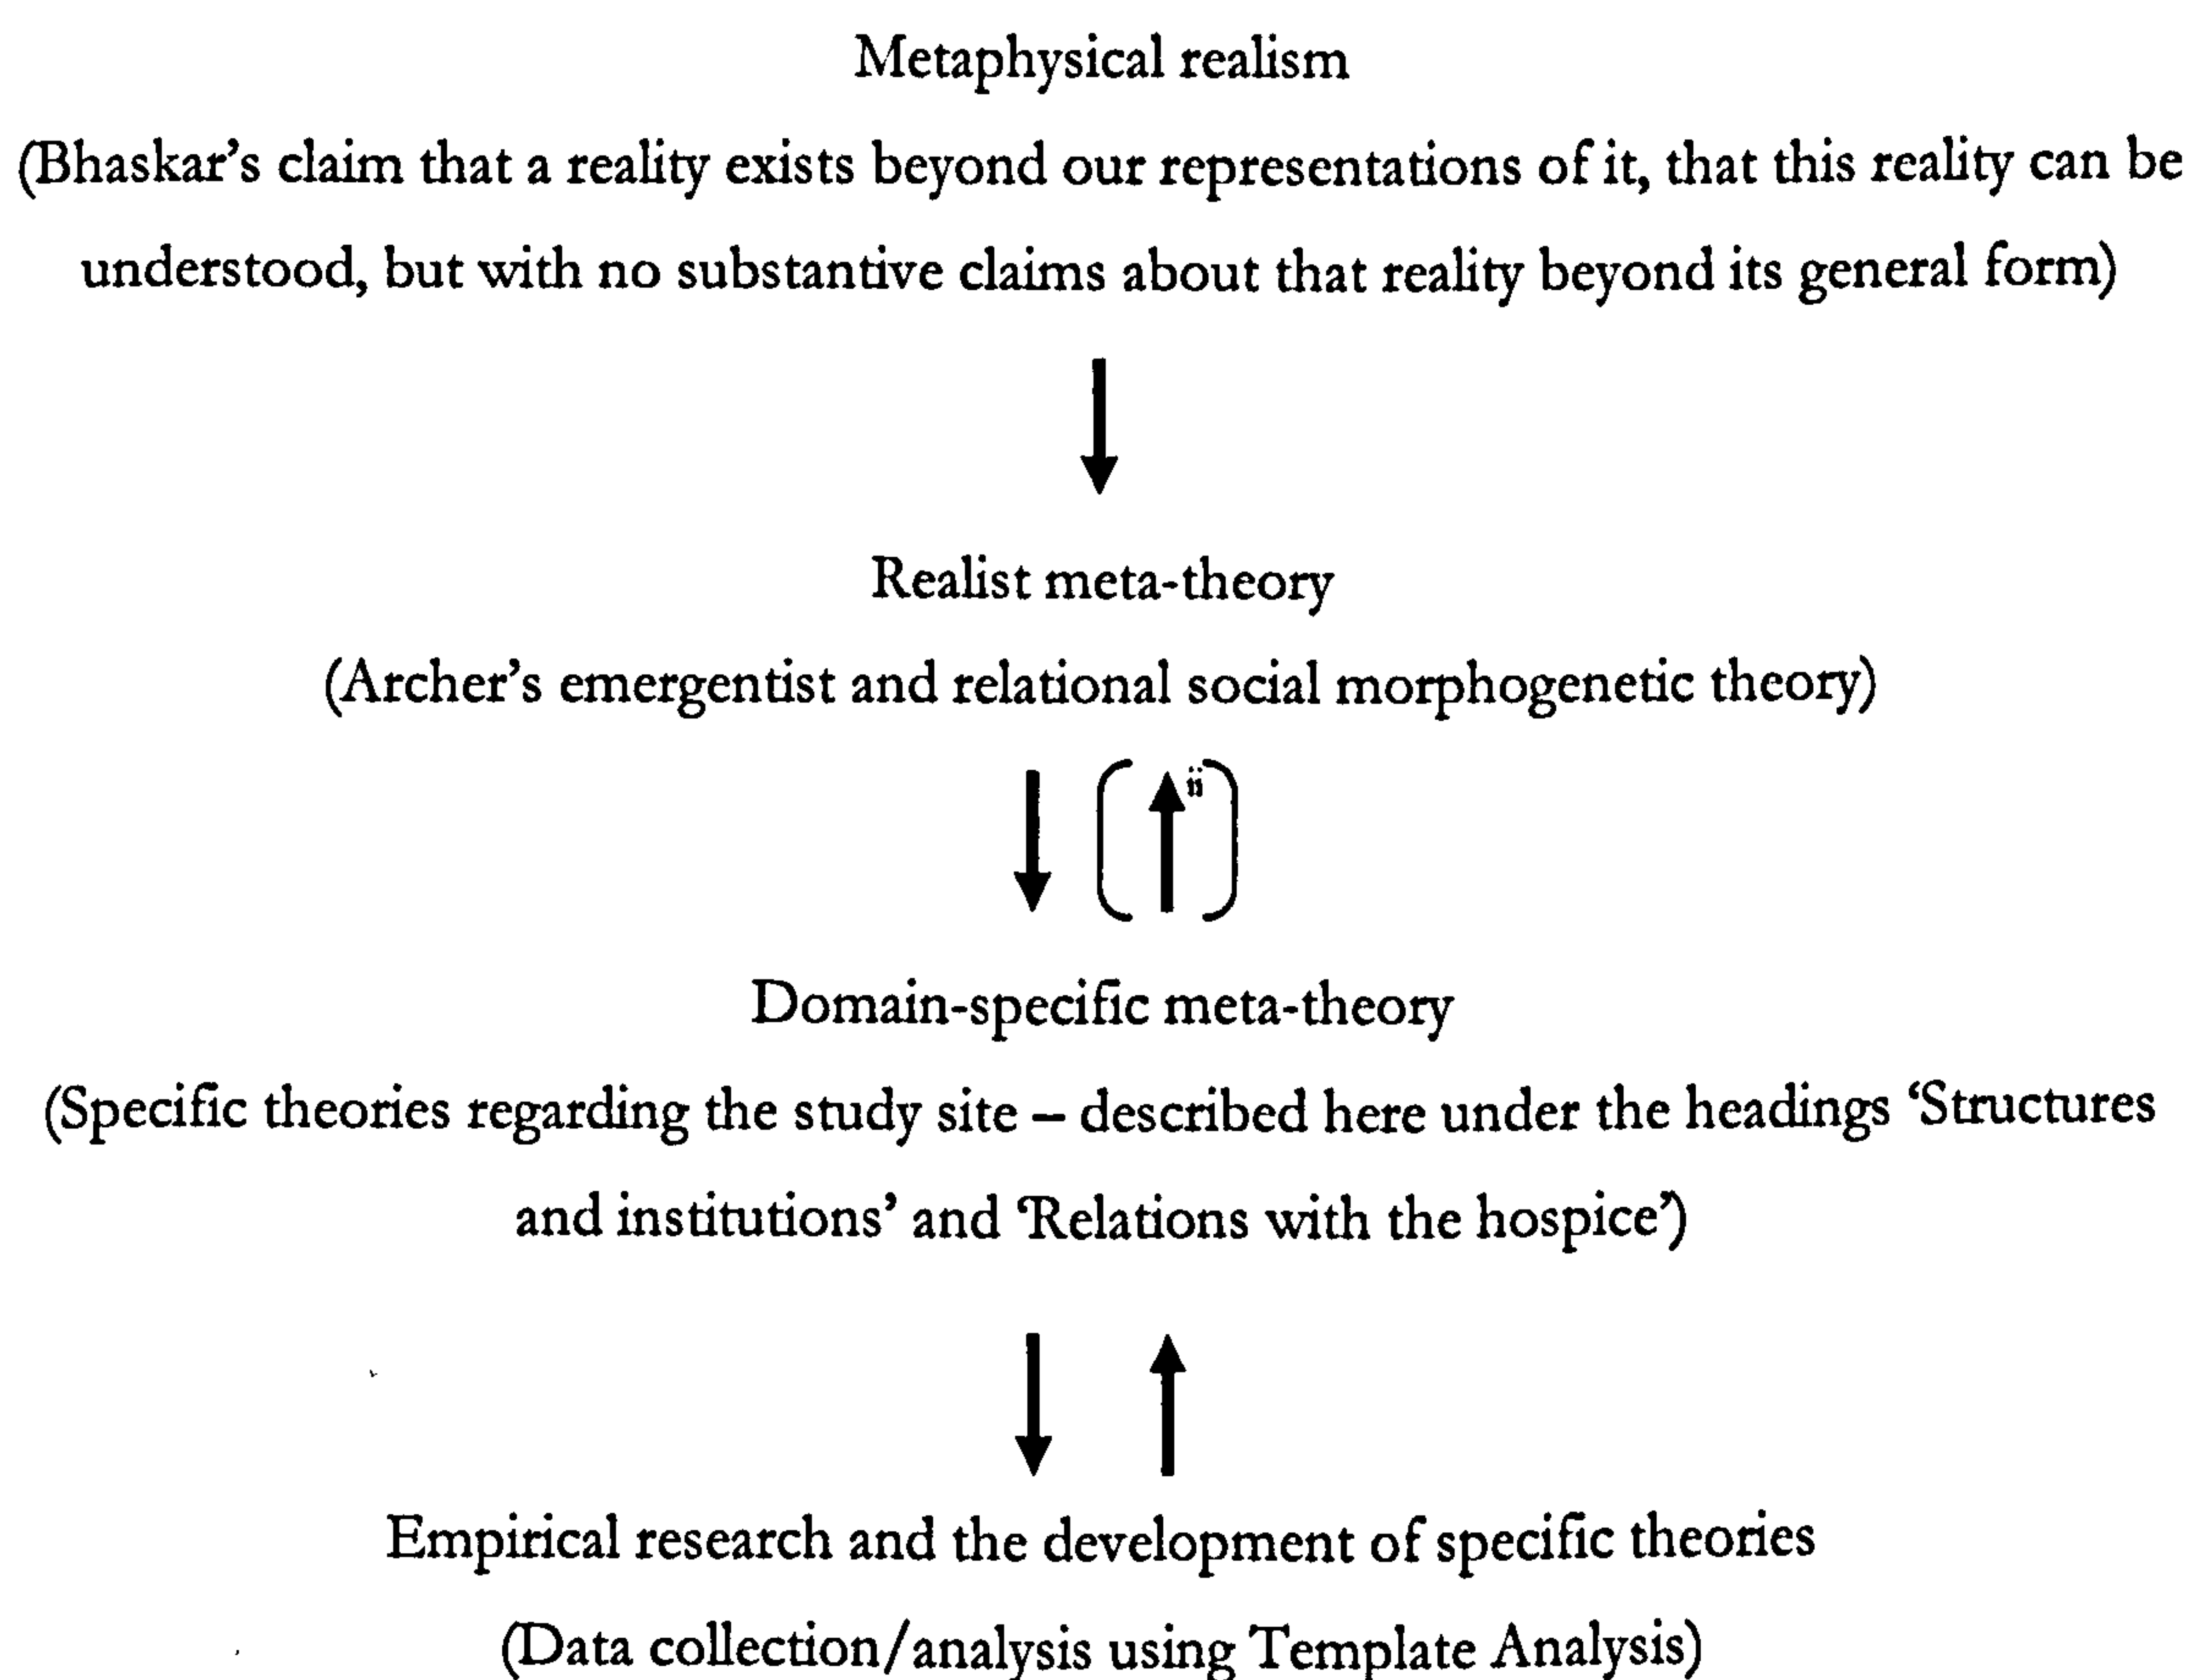 Metaphysical realism
(Bhaskar’s claim that a reality exists beyond our representations of it, that this reality can be
understood, but with no substantive claims about that reality beyond its general form)
Realist meta-theory
(Archer’s emergentist and relational social morphogenetic theory)
ii
Domain-specific meta-theory
(Specific theories regarding the study site – described here under the headings ‘Structures
and institutions’ and ‘Relations with the hospice’)
Empirical research and the development of specific theories
(Data collection/analysis using Template Analysis)